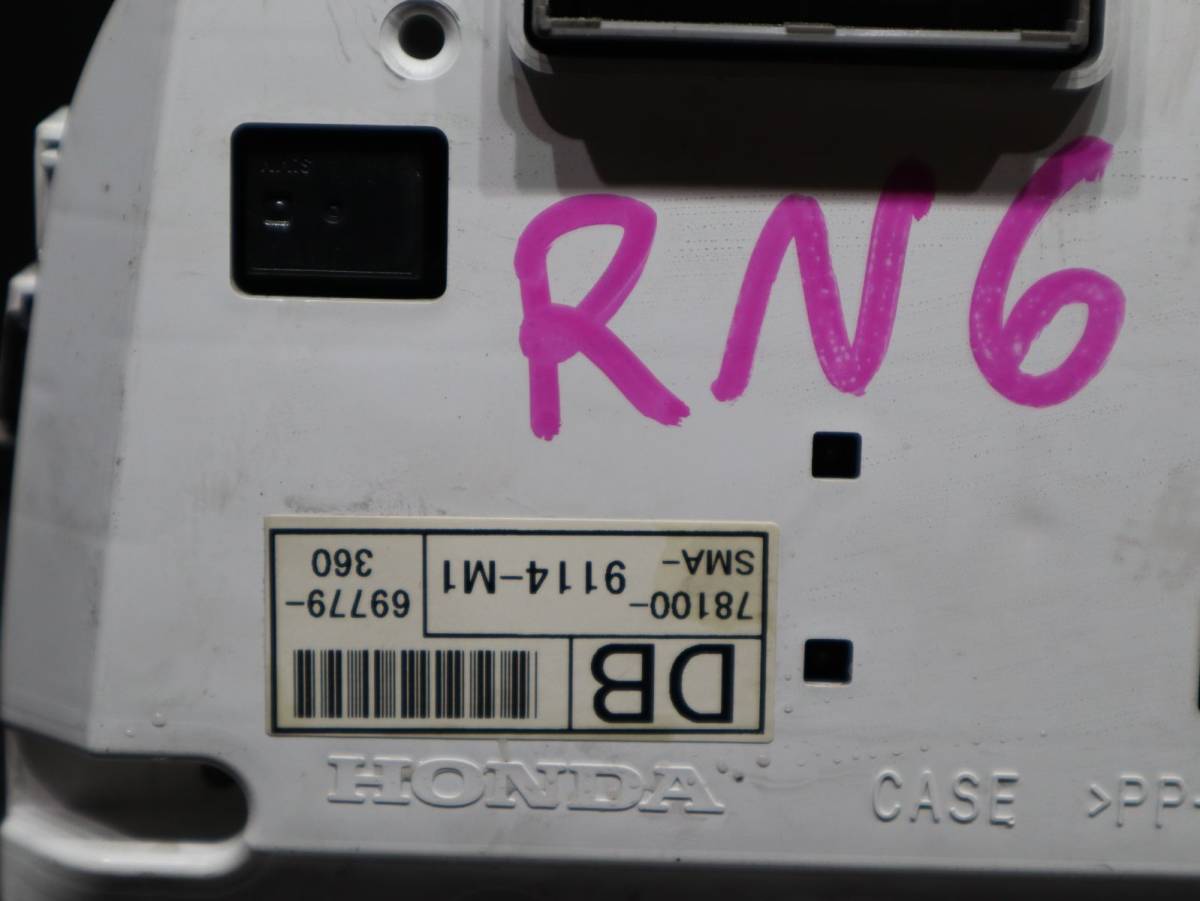 RN6
DB
78100-
SMA-
9114-M1
69779-
360
HONDA
CASE >PP-